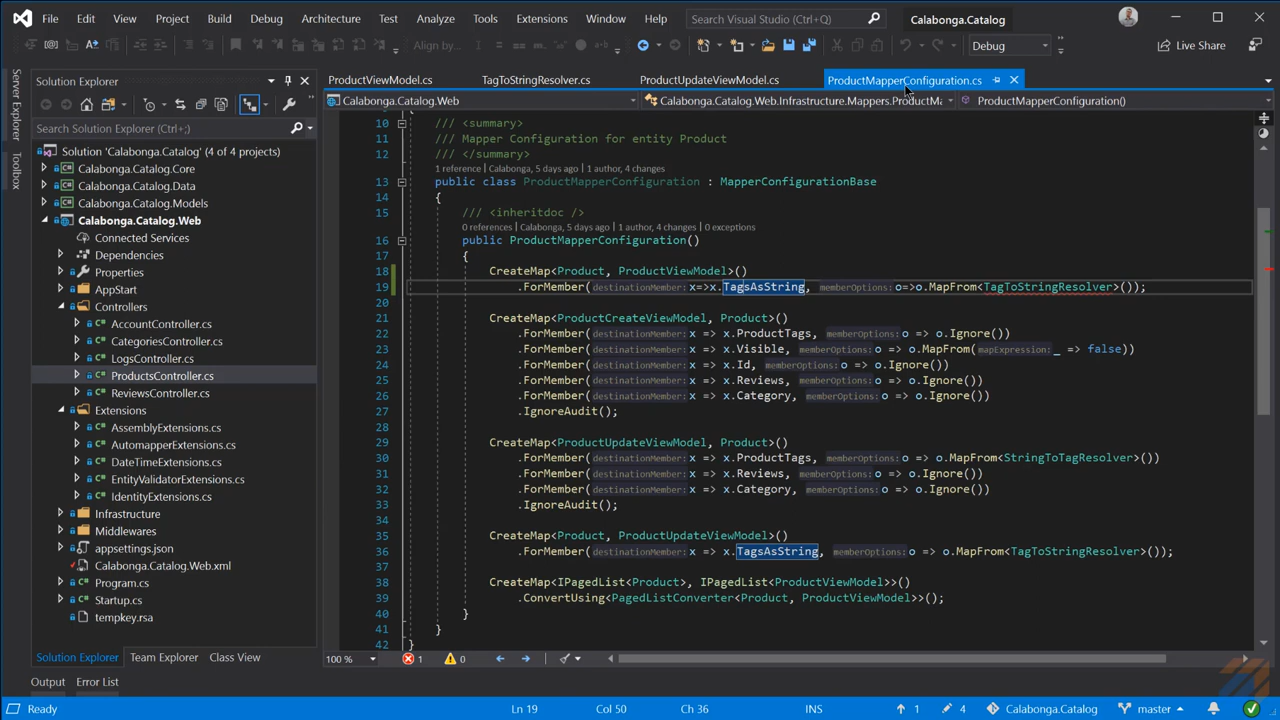 File Edit View Project Build Debug Architecture Test Analyze Tools Extensions Window Help Search Visual Studio (Ctrl+Q) Calabonga.Catalog
Align by... Debug Live Share
Server Explorer
Toolbox
Solution Explorer
Search Solution Explorer (Ctrl+;)
Solution 'Calabonga.Catalog' (4 of 4 projects)
Calabonga.Catalog.Core
Calabonga.Catalog.Data
Calabonga.Catalog.Models
Calabonga.Catalog.Web
Connected Services
Dependencies
Properties
AppStart
Controllers
AccountController.cs
CategoriesController.cs
LogsController.cs
ProductsController.cs
ReviewsController.cs
Extensions
AssemblyExtensions.cs
AutomapperExtensions.cs
DateTimeExtensions.cs
EntityValidatorExtensions.cs
IdentityExtensions.cs
Infrastructure
Middlewares
appsettings.json
Calabonga.Catalog.Web.xml
Program.cs
Startup.cs
tempkey.rsa
Solution Explorer Team Explorer Class View
ProductViewModel.cs TagToStringResolver.cs ProductUpdateViewModel.cs ProductMapperConfiguration.cs
Calabonga.Catalog.Web Calabonga.Catalog.Web.Infrastructure.Mappers.ProductMa ProductMapperConfiguration()
10 /// <summary>
11 /// Mapper Configuration for entity Product
12 /// </summary>
1 reference | Calabonga, 5 days ago | 1 author, 4 changes
13 public class ProductMapperConfiguration : MapperConfigurationBase
14 {
15 /// <inheritdoc />
0 references | Calabonga, 5 days ago | 1 author, 4 changes | 0 exceptions
16 public ProductMapperConfiguration()
17 {
18 CreateMap<Product, ProductViewModel>()
19 .ForMember(destinationMember: x=>x.TagsAsString, memberOptions: o=>o.MapFrom<TagToStringResolver>());
20
21 CreateMap<ProductCreateViewModel, Product>()
22 .ForMember(destinationMember: x => x.ProductTags, memberOptions: o => o.Ignore())
23 .ForMember(destinationMember: x => x.Visible, memberOptions: o => o.MapFrom(mapExpression: _ => false))
24 .ForMember(destinationMember: x => x.Id, memberOptions: o => o.Ignore())
25 .ForMember(destinationMember: x => x.Reviews, memberOptions: o => o.Ignore())
26 .ForMember(destinationMember: x => x.Category, memberOptions: o => o.Ignore())
27 .IgnoreAudit();
28
29 CreateMap<ProductUpdateViewModel, Product>()
30 .ForMember(destinationMember: x => x.ProductTags, memberOptions: o => o.MapFrom<StringToTagResolver>())
31 .ForMember(destinationMember: x => x.Reviews, memberOptions: o => o.Ignore())
32 .ForMember(destinationMember: x => x.Category, memberOptions: o => o.Ignore())
33 .IgnoreAudit();
34
35 CreateMap<Product, ProductUpdateViewModel>()
36 .ForMember(destinationMember: x => x.TagsAsString, memberOptions: o => o.MapFrom<TagToStringResolver>());
37
38 CreateMap<IPagedList<Product>, IPagedList<ProductViewModel>>()
39 .ConvertUsing<PagedListConverter<Product, ProductViewModel>>();
40 }
41 }
42 }
100 % 1 0
Output Error List
Ready Ln 19 Col 50 Ch 36 INS 1 4 Calabonga.Catalog master